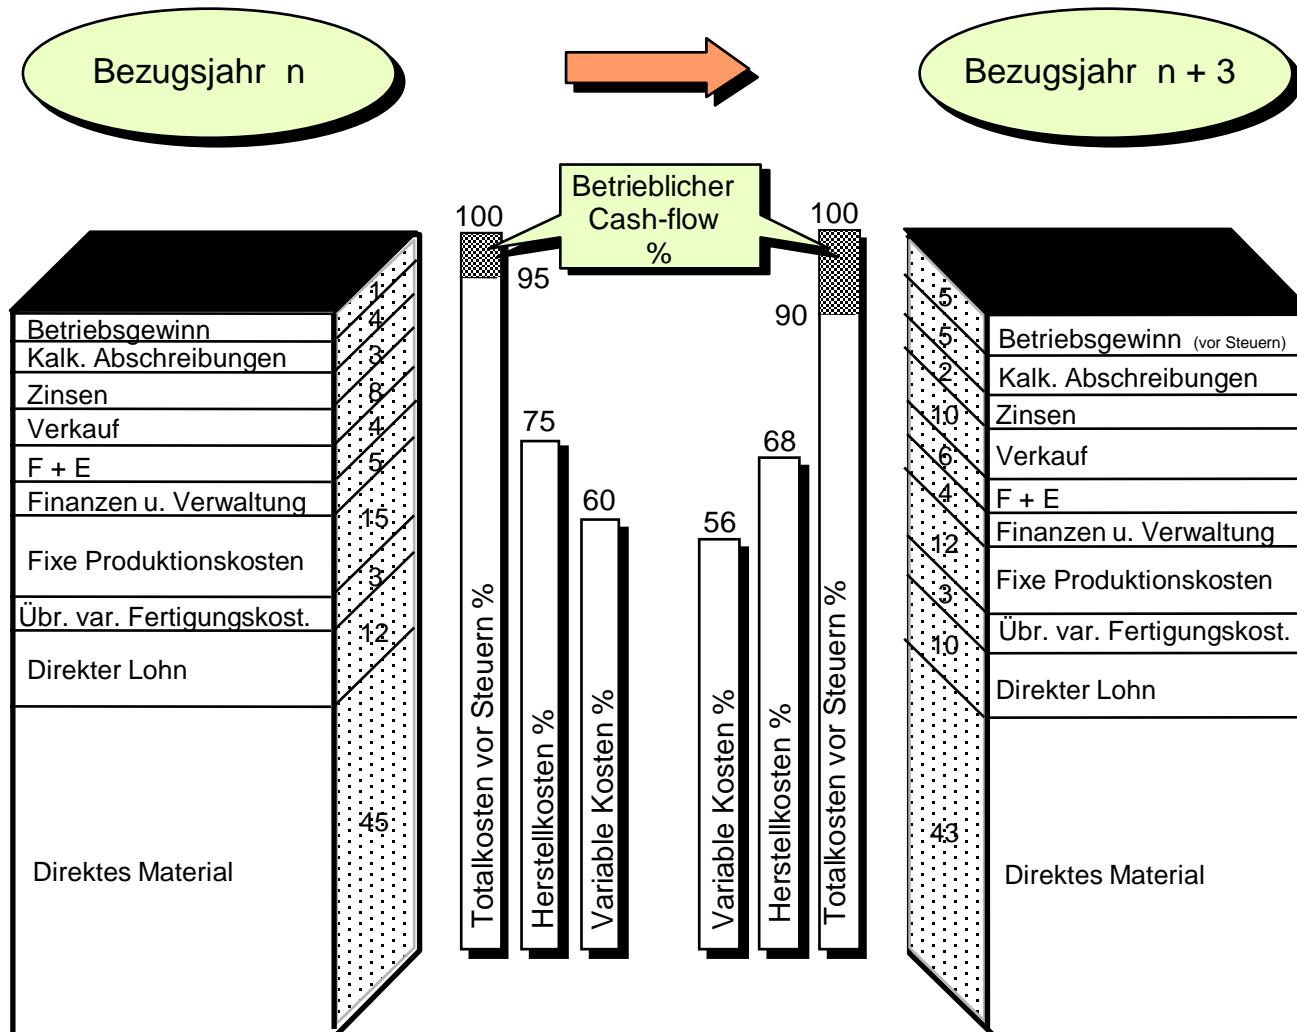 Bezugsjahr n
Bezugsjahr n + 3
Betrieblicher
Cash-flow
%
100
95
100
90
Betriebsgewinn
Kalk. Abschreibungen
Zinsen
Verkauf
F + E
Finanzen u. Verwaltung
Fixe Produktionskosten
Übr. var. Fertigungskost.
Direkter Lohn
Direktes Material
1
4
3
8
4
5
15
3
12
45
75
60
Totalkosten vor Steuern %
Herstellkosten %
Variable Kosten %
56
68
Variable Kosten %
Herstellkosten %
Totalkosten vor Steuern %
5
5
2
10
6
4
12
3
10
43
Betriebsgewinn (vor Steuern)
Kalk. Abschreibungen
Zinsen
Verkauf
F + E
Finanzen u. Verwaltung
Fixe Produktionskosten
Übr. var. Fertigungskost.
Direkter Lohn
Direktes Material